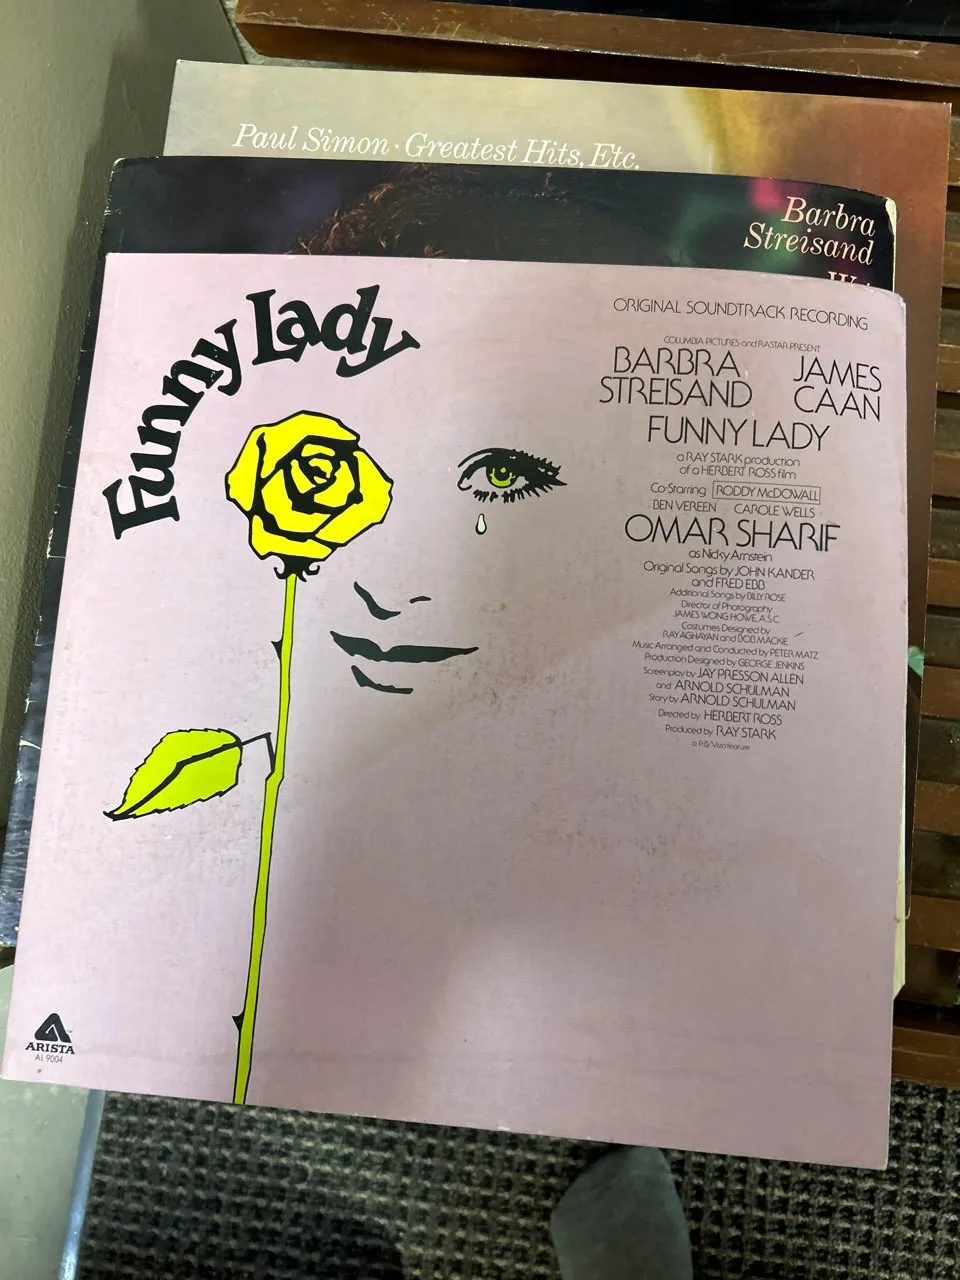 Paul Simon · Greatest Hits, Etc.
Barbra
Streisand
Funny Lady
ORIGINAL SOUNDTRACK RECORDING
COLUMBIA PICTURES and RASTAR PRESENT
BARBRA STREISAND
JAMES CAAN
FUNNY LADY
a RAY STARK production
of a HERBERT ROSS film
Co-Starring RODDY McDOWALL
BEN VEREEN CAROLE WELLS
OMAR SHARIF
as Nicky Arnstein
Original Songs by JOHN KANDER
and FRED EBB
Additional Songs by BILLY ROSE
Director of Photography
JAMES WONG HOWE, A.S.C.
Costumes Designed by
RAY AGHAYAN and BOB MACKIE
Music Arranged and Conducted by PETER MATZ
Production Designed by GEORGE JENKINS
Screenplay by JAY PRESSON ALLEN
and ARNOLD SCHULMAN
Story by ARNOLD SCHULMAN
Directed by HERBERT ROSS
Produced by RAY STARK
a P·B/Vista feature
ARISTA
AL 9004